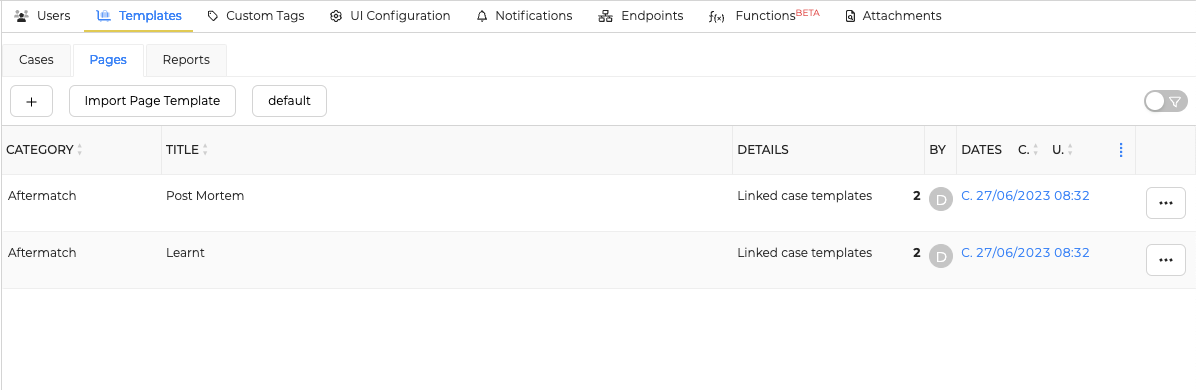 Users Templates Custom Tags UI Configuration Notifications Endpoints f(x) Functions BETA Attachments
Cases Pages Reports
+ Import Page Template default
CATEGORY TITLE DETAILS BY DATES C. U.
Aftermatch Post Mortem Linked case templates 2 D C. 27/06/2023 08:32
Aftermatch Learnt Linked case templates 2 D C. 27/06/2023 08:32